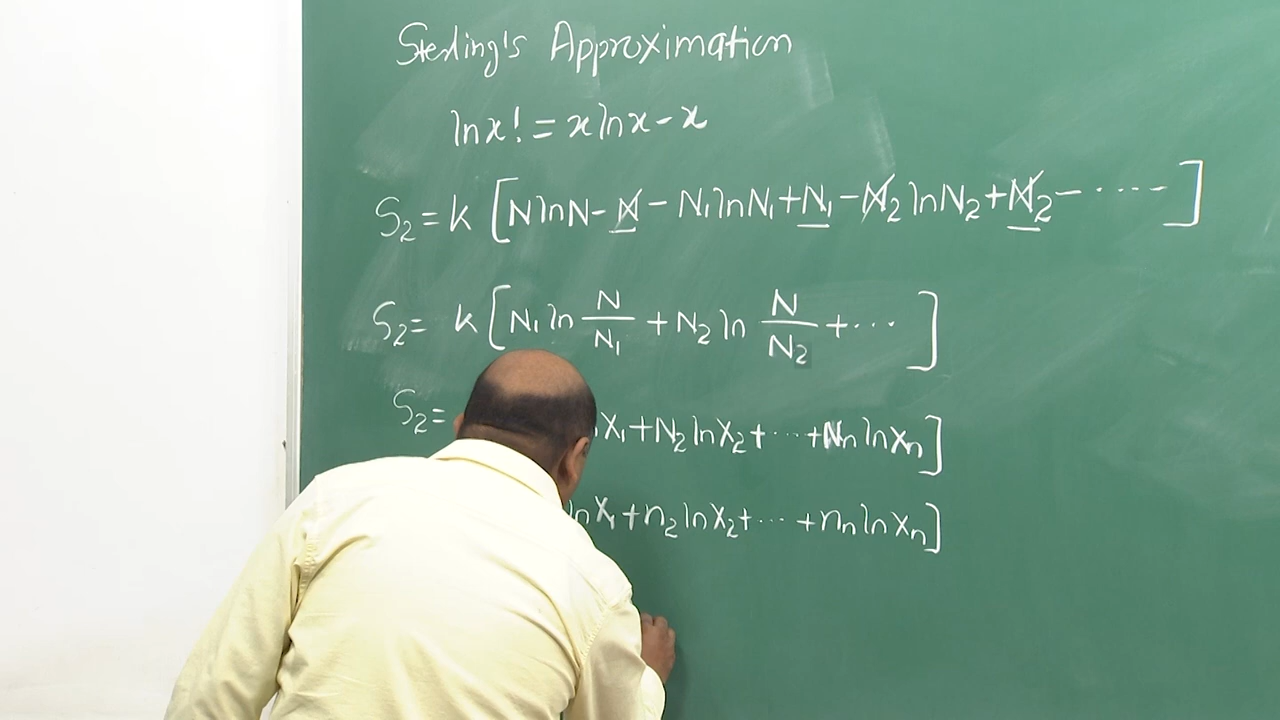 Sterling's Approximation
ln x! = x ln x - x
S₂ = k [N ln N - N - N₁ ln N₁ + N₁ - N₂ ln N₂ + N₂ - ......]
S₂ = k [N₁ ln N/N₁ + N₂ ln N/N₂ + ...]
S₂ = X₁ + N₂ ln X₂ + ... + Nn ln Xn]
ln X₁ + n₂ ln X₂ + ... + nn ln Xn]